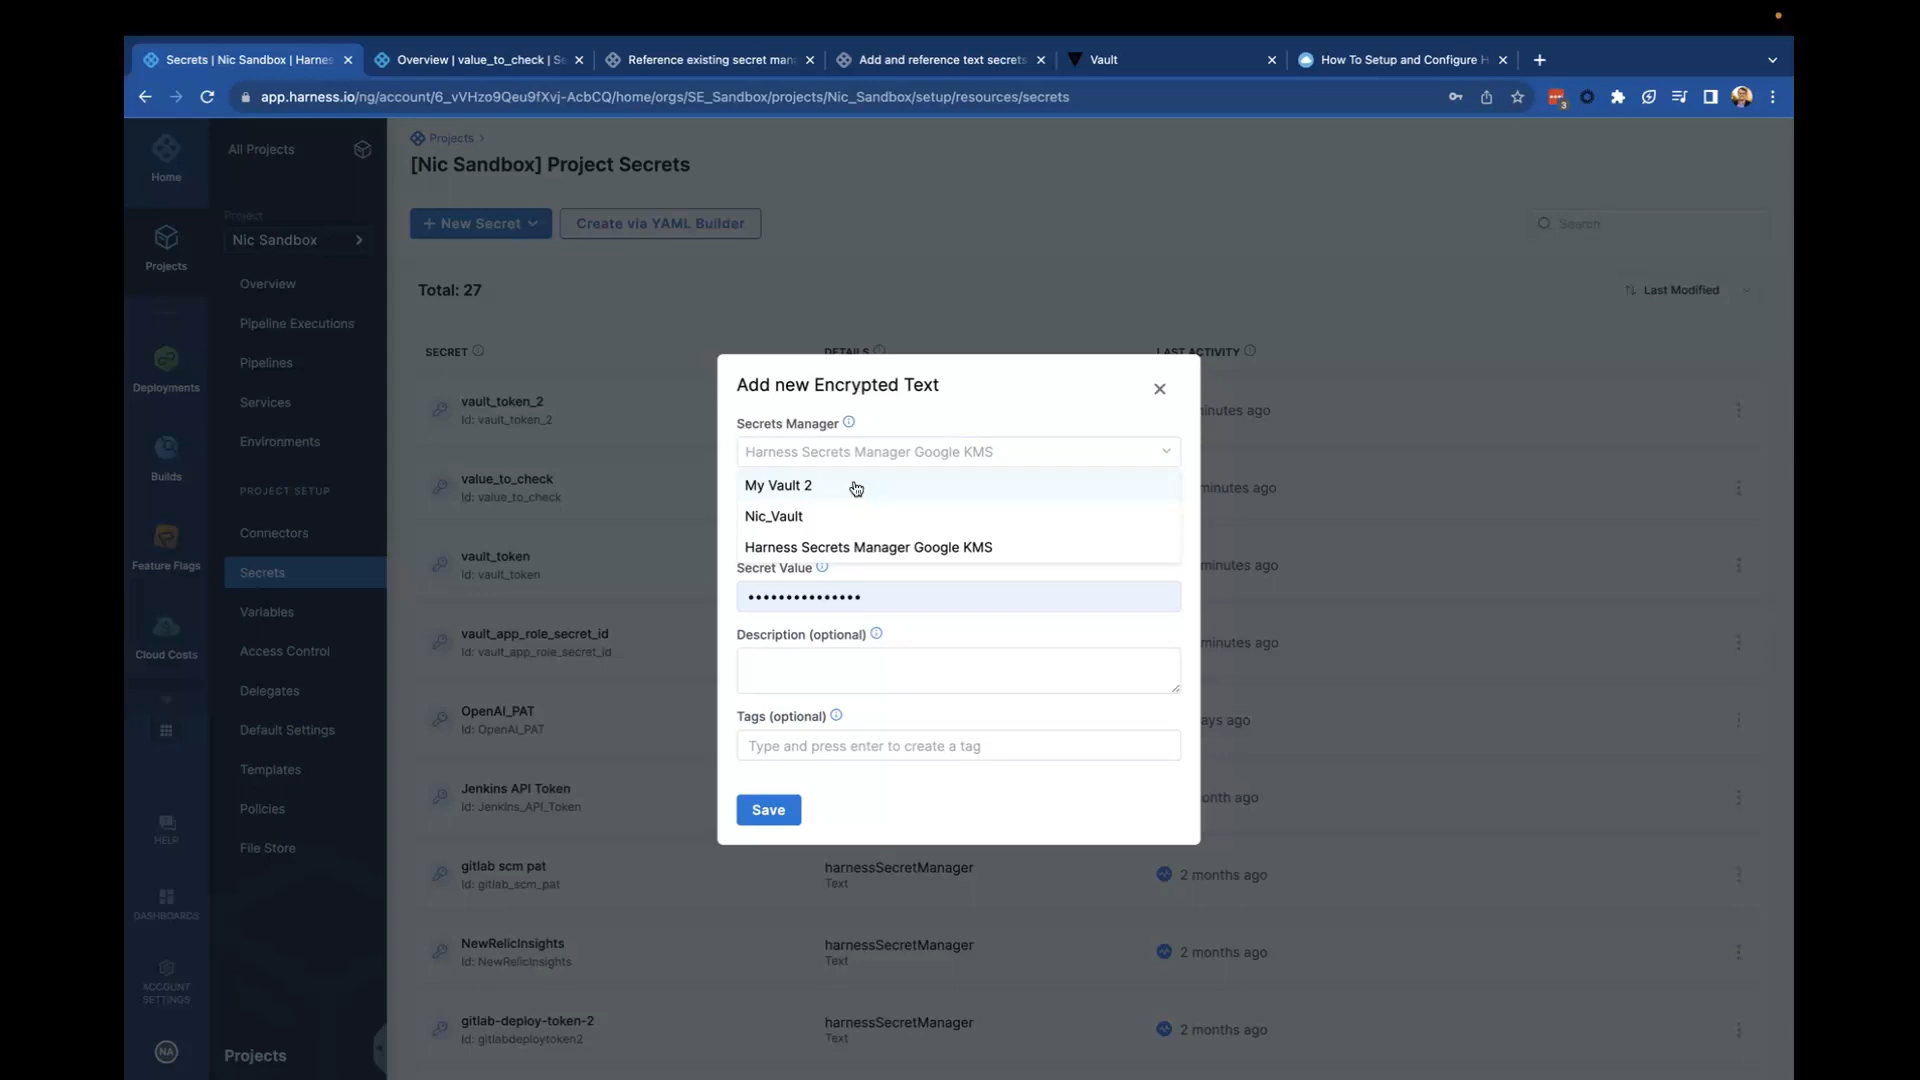 Secrets | Nic Sandbox | Harnes
Overview | value_to_check | Se
Reference existing secret man
Add and reference text secrets
Vault
How To Setup and Configure H
app.harness.io/ng/account/6_vVHzo9Qeu9fXvj-AcbCQ/home/orgs/SE_Sandbox/projects/Nic_Sandbox/setup/resources/secrets
3
Home
Projects
Deployments
Builds
Feature Flags
Cloud Costs
HELP
DASHBOARDS
ACCOUNT
SETTINGS
NA
All Projects
Project
Nic Sandbox
Overview
Pipeline Executions
Pipelines
Services
Environments
PROJECT SETUP
Connectors
Secrets
Variables
Access Control
Delegates
Default Settings
Templates
Policies
File Store
Projects
Projects >
[Nic Sandbox] Project Secrets
+ New Secret
Create via YAML Builder
Search
Total: 27
Last Modified
SECRET
DETAILS
LAST ACTIVITY
vault_token_2
Id: vault_token_2
minutes ago
value_to_check
Id: value_to_check
minutes ago
vault_token
Id: vault_token
minutes ago
vault_app_role_secret_id
Id: vault_app_role_secret_id
minutes ago
OpenAI_PAT
Id: OpenAI_PAT
ays ago
Jenkins API Token
Id: Jenkins_API_Token
onth ago
gitlab scm pat
Id: gitlab_scm_pat
harnessSecretManager
Text
2 months ago
NewRelicInsights
Id: NewRelicInsights
harnessSecretManager
Text
2 months ago
gitlab-deploy-token-2
Id: gitlabdeploytoken2
harnessSecretManager
Text
2 months ago
Add new Encrypted Text
Secrets Manager
Harness Secrets Manager Google KMS
My Vault 2
Nic_Vault
Harness Secrets Manager Google KMS
Secret Value
•••••••••••••••
Description (optional)
Tags (optional)
Type and press enter to create a tag
Save